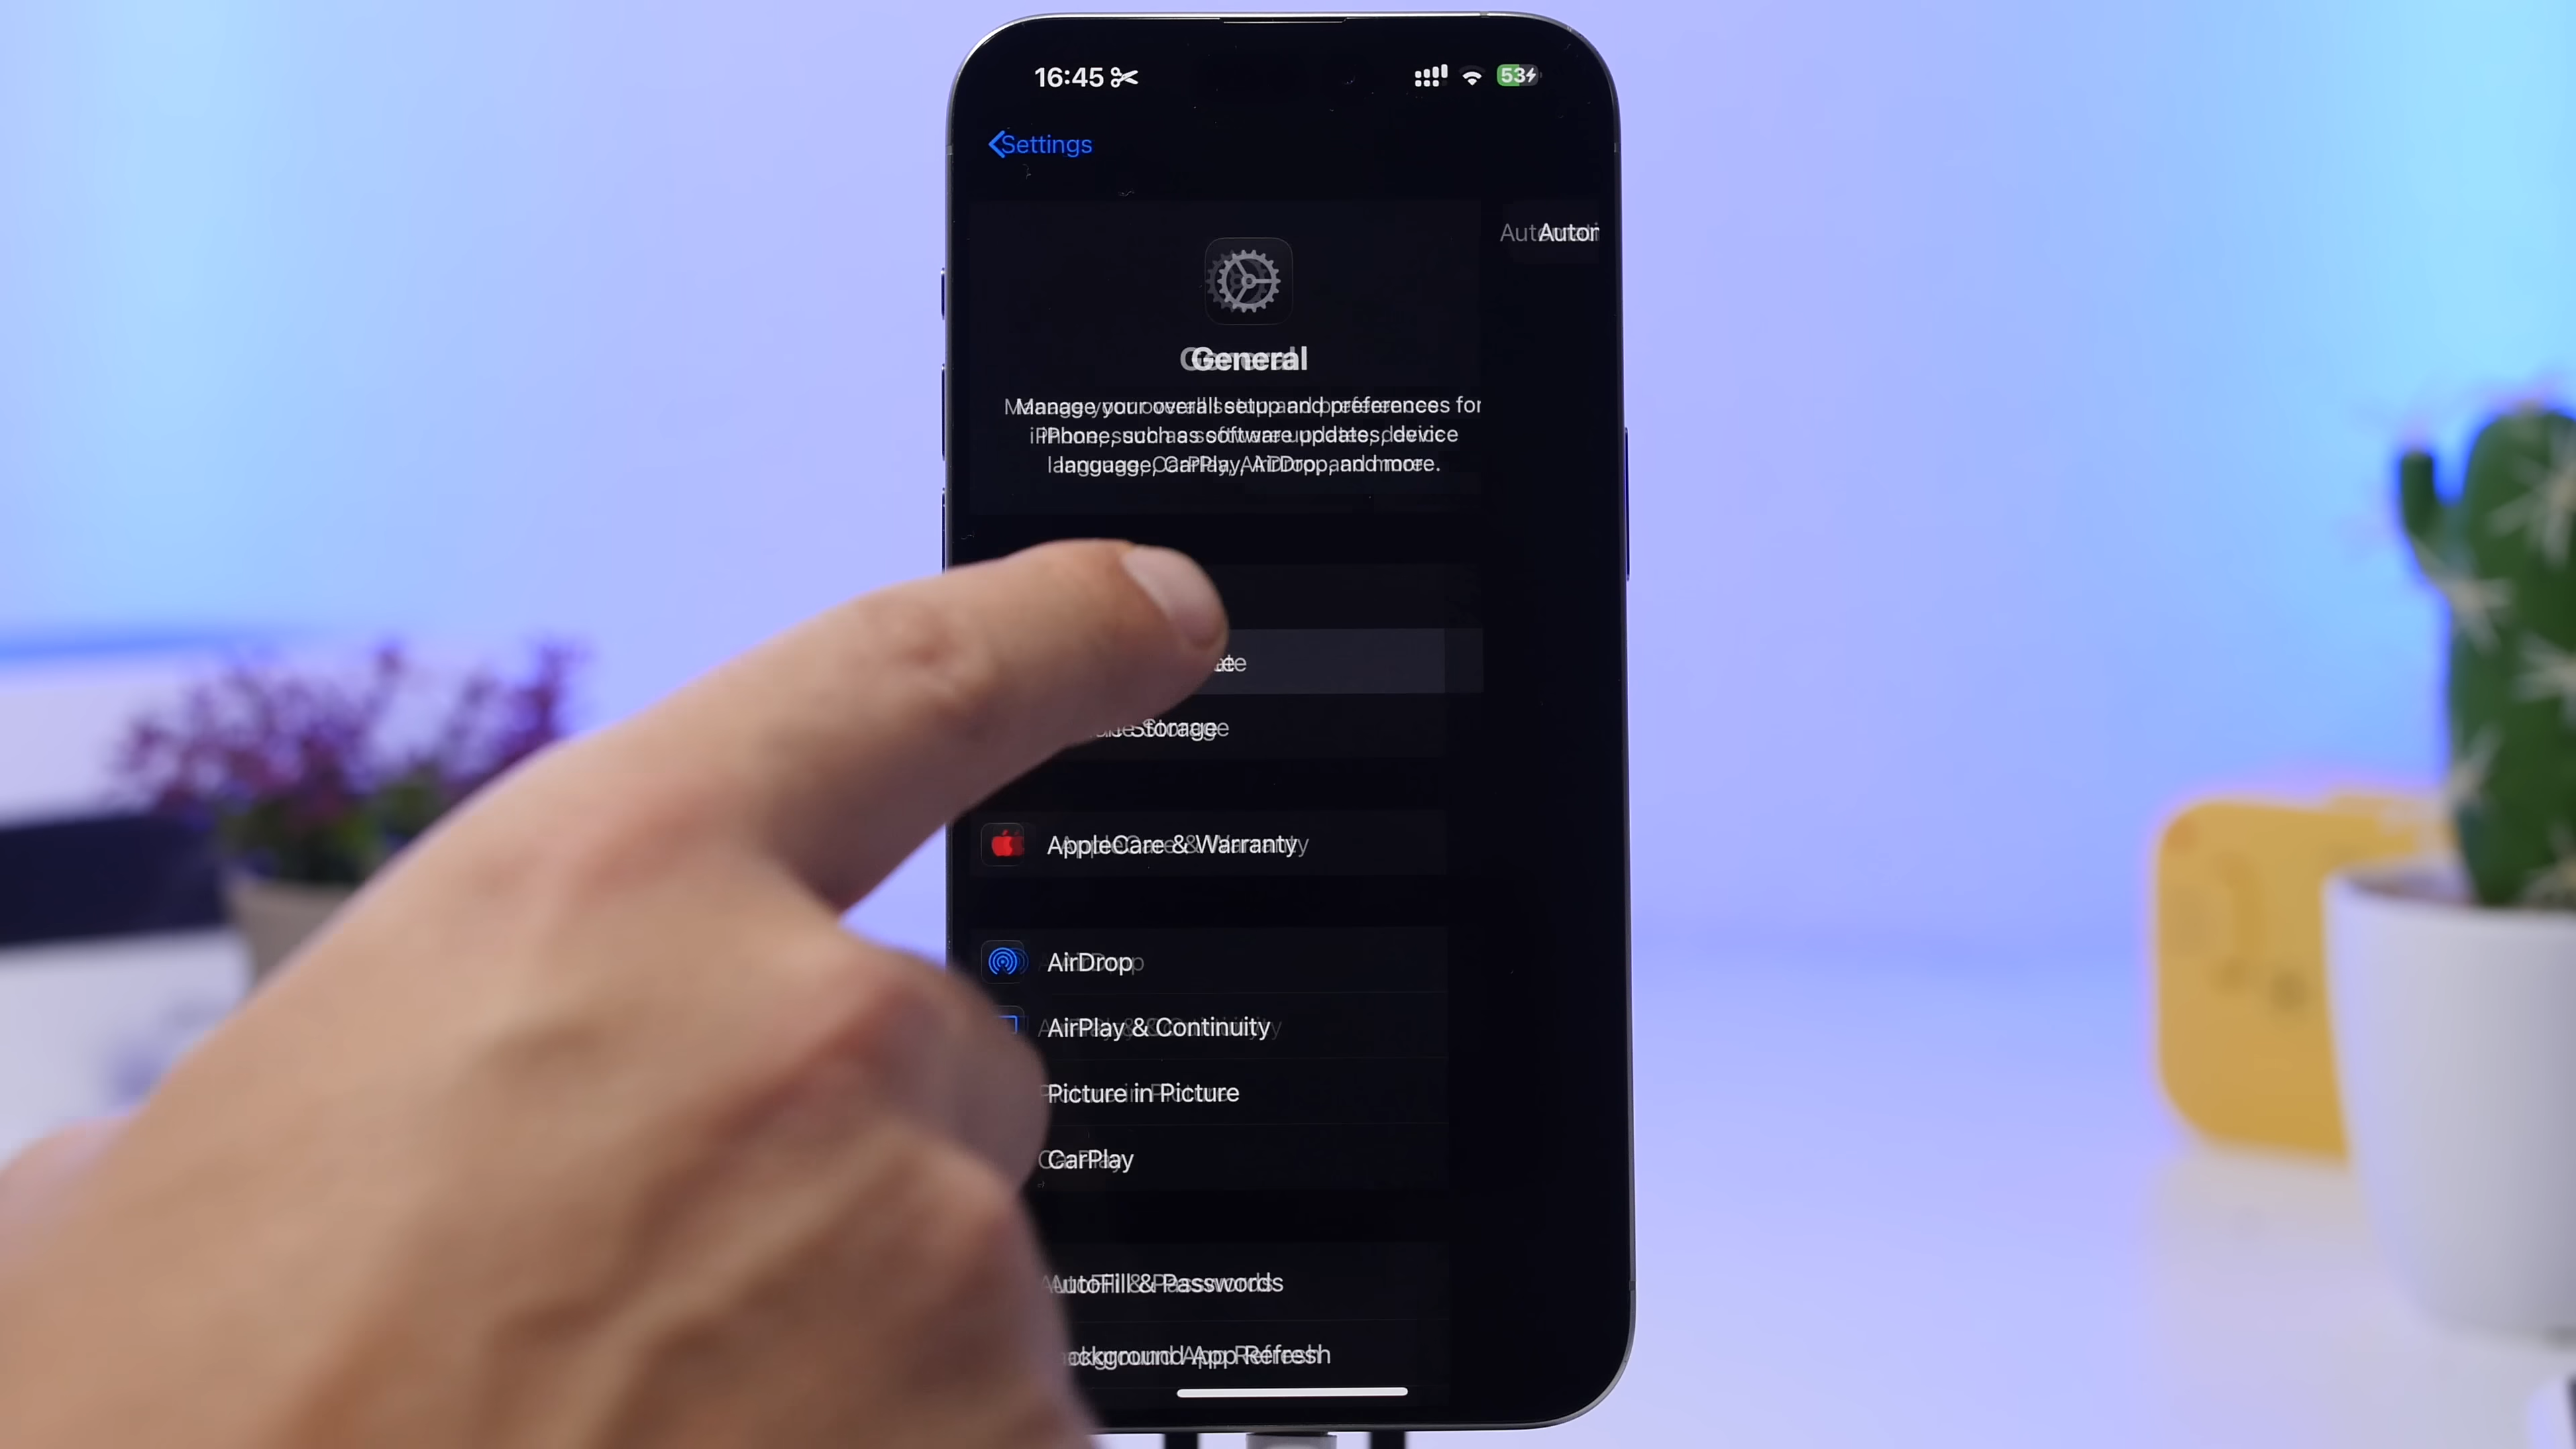 16:45
53
Settings
General
Manage your overall setup and preferences for
iPhone, such as software updates, device
language, CarPlay, AirDrop, and more.
Storage
AppleCare & Warranty
AirDrop
AirPlay & Continuity
Picture in Picture
CarPlay
AutoFill & Passwords
App Refresh